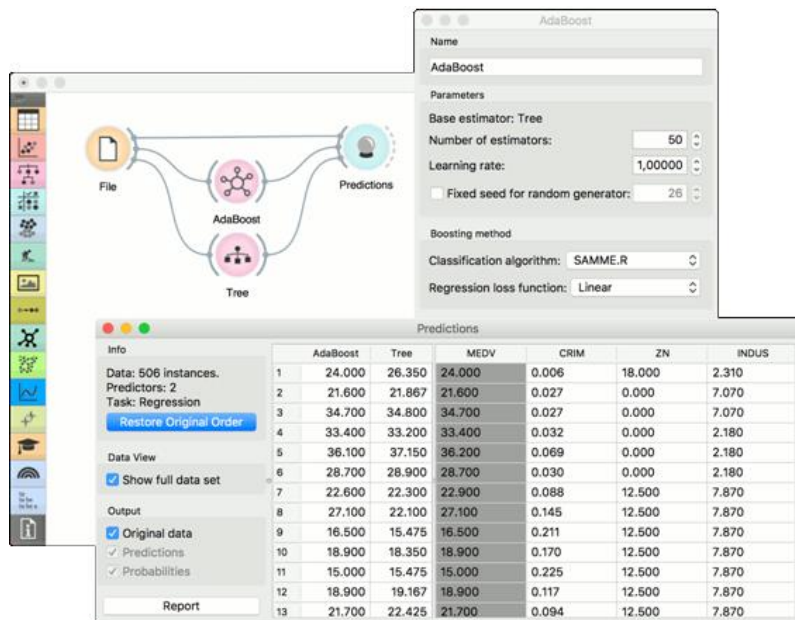 AdaBoost
Name
AdaBoost
Parameters
Base estimator: Tree
Number of estimators: 50
Learning rate: 1,00000
Fixed seed for random generator: 26
Boosting method
Classification algorithm: SAMME.R
Regression loss function: Linear
File
AdaBoost
Tree
Predictions
Predictions
Info
Data: 506 instances.
Predictors: 2
Task: Regression
Restore Original Order
Data View
Show full data set
Output
Original data
Predictions
Probabilities
Report
AdaBoost Tree MEDV CRIM ZN INDUS
1 24.000 26.350 24.000 0.006 18.000 2.310
2 21.600 21.867 21.600 0.027 0.000 7.070
3 34.700 34.800 34.700 0.027 0.000 7.070
4 33.400 33.200 33.400 0.032 0.000 2.180
5 36.100 37.150 36.200 0.069 0.000 2.180
6 28.700 28.900 28.700 0.030 0.000 2.180
7 22.600 22.300 22.900 0.088 12.500 7.870
8 27.100 22.100 27.100 0.145 12.500 7.870
9 16.500 15.475 16.500 0.211 12.500 7.870
10 18.900 18.350 18.900 0.170 12.500 7.870
11 15.000 15.475 15.000 0.225 12.500 7.870
12 18.900 19.167 18.900 0.117 12.500 7.870
13 21.700 22.425 21.700 0.094 12.500 7.870